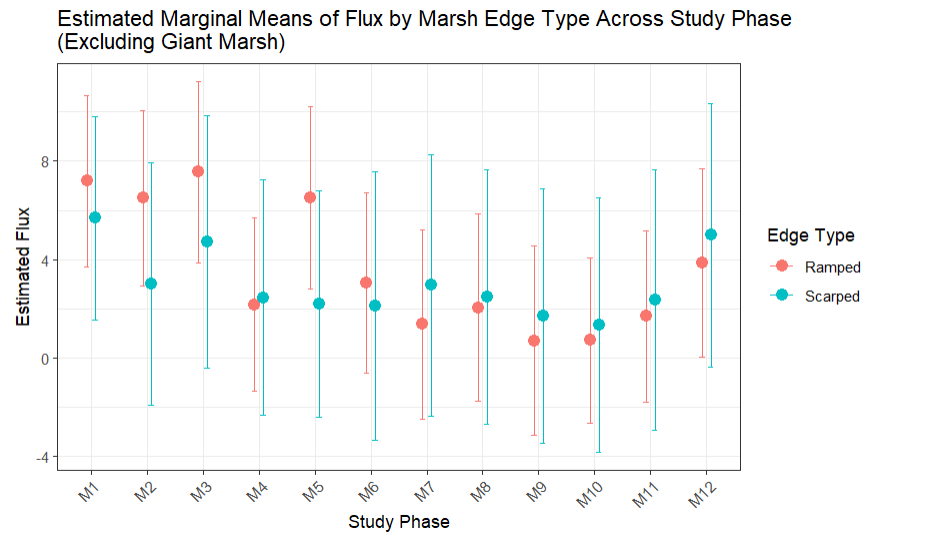 Estimated Marginal Means of Flux by Marsh Edge Type Across Study Phase
(Excluding Giant Marsh)
Estimated Flux
8
4
0
-4
M1 M2 M3 M4 M5 M6 M7 M8 M9 M10 M11 M12
Study Phase
Edge Type
Ramped
Scarped